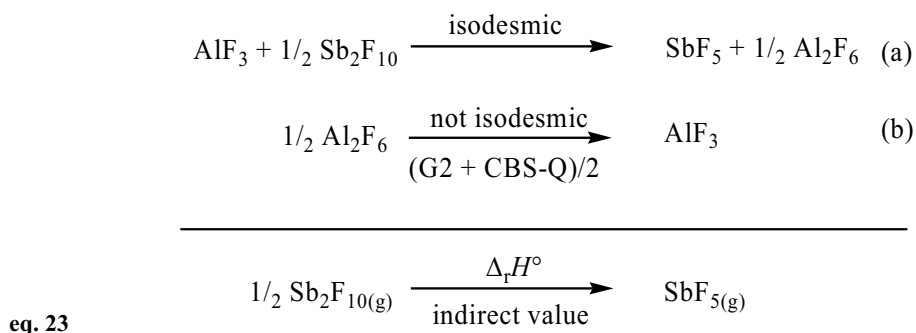 isodesmic
AlF₃ + 1/₂ Sb₂F₁₀ → SbF₅ + 1/₂ Al₂F₆ (a)
not isodesmic
1/₂ Al₂F₆ → AlF₃ (b)
(G2 + CBS-Q)/2
ΔᵣH°
1/₂ Sb₂F₁₀₍g₎ → SbF₅₍g₎
indirect value
eq. 23